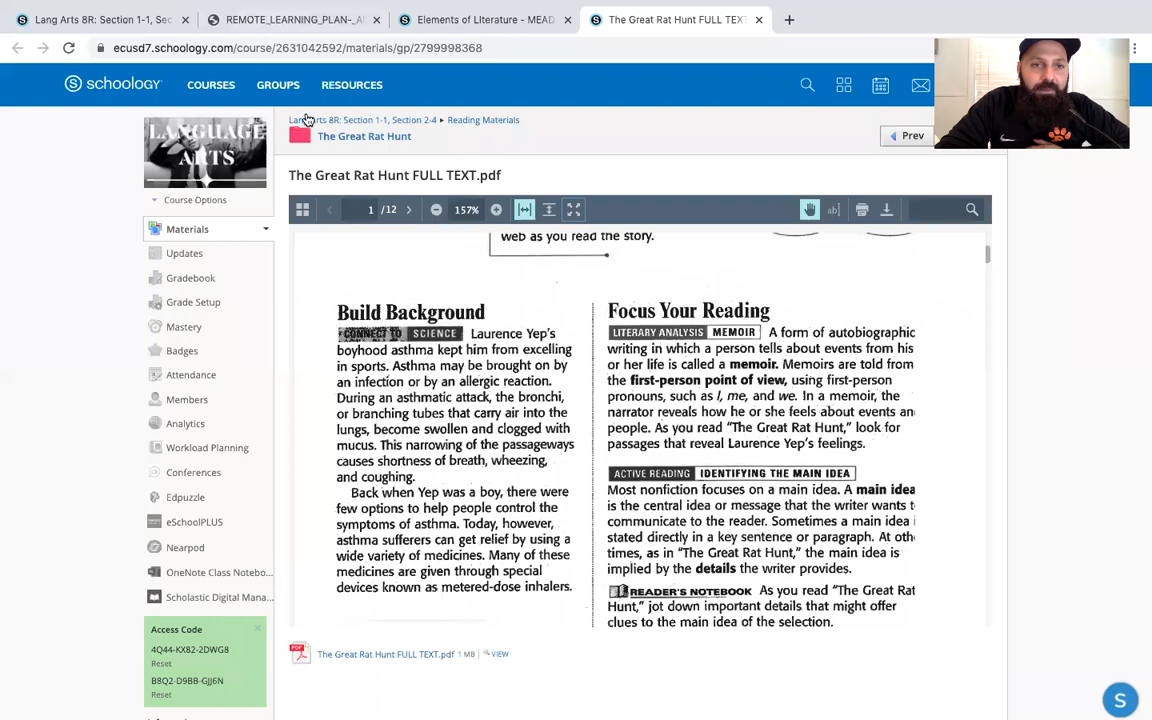 Lang Arts 8R: Section 1-1, Sec
REMOTE_LEARNING_PLAN-_A
Elements of LIterature - MEAD
The Great Rat Hunt FULL TEXT
ecusd7.schoology.com/course/2631042592/materials/gp/2799998368
S schoology
COURSES
GROUPS
RESOURCES
LANGUAGE
ARTS
Course Options
Materials
Updates
Gradebook
Grade Setup
Mastery
Badges
Attendance
Members
Analytics
Workload Planning
Conferences
Edpuzzle
eSchoolPLUS
Nearpod
OneNote Class Notebo...
Scholastic Digital Mana...
Access Code
4Q44-KX82-2DWG8
Reset
B8Q2-D9BB-GJJ6N
Reset
Lang Arts 8R: Section 1-1, Section 2-4 ▸ Reading Materials
The Great Rat Hunt
Prev
The Great Rat Hunt FULL TEXT.pdf
1 /12
157%
web as you read the story.
Build Background
CONNECT TO SCIENCE Laurence Yep's
boyhood asthma kept him from excelling
in sports. Asthma may be brought on by
an infection or by an allergic reaction.
During an asthmatic attack, the bronchi,
or branching tubes that carry air into the
lungs, become swollen and clogged with
mucus. This narrowing of the passageways
causes shortness of breath, wheezing,
and coughing.
Back when Yep was a boy, there were
few options to help people control the
symptoms of asthma. Today, however,
asthma sufferers can get relief by using a
wide variety of medicines. Many of these
medicines are given through special
devices known as metered-dose inhalers.
Focus Your Reading
LITERARY ANALYSIS MEMOIR A form of autobiographic
writing in which a person tells about events from his
or her life is called a memoir. Memoirs are told from
the first-person point of view, using first-person
pronouns, such as I, me, and we. In a memoir, the
narrator reveals how he or she feels about events an
people. As you read "The Great Rat Hunt," look for
passages that reveal Laurence Yep's feelings.
ACTIVE READING IDENTIFYING THE MAIN IDEA
Most nonfiction focuses on a main idea. A main idea
is the central idea or message that the writer wants t
communicate to the reader. Sometimes a main idea i
stated directly in a key sentence or paragraph. At oth
times, as in "The Great Rat Hunt," the main idea is
implied by the details the writer provides.
READER'S NOTEBOOK As you read "The Great Rat
Hunt," jot down important details that might offer
clues to the main idea of the selection.
PDF
The Great Rat Hunt FULL TEXT.pdf 1 MB VIEW
S